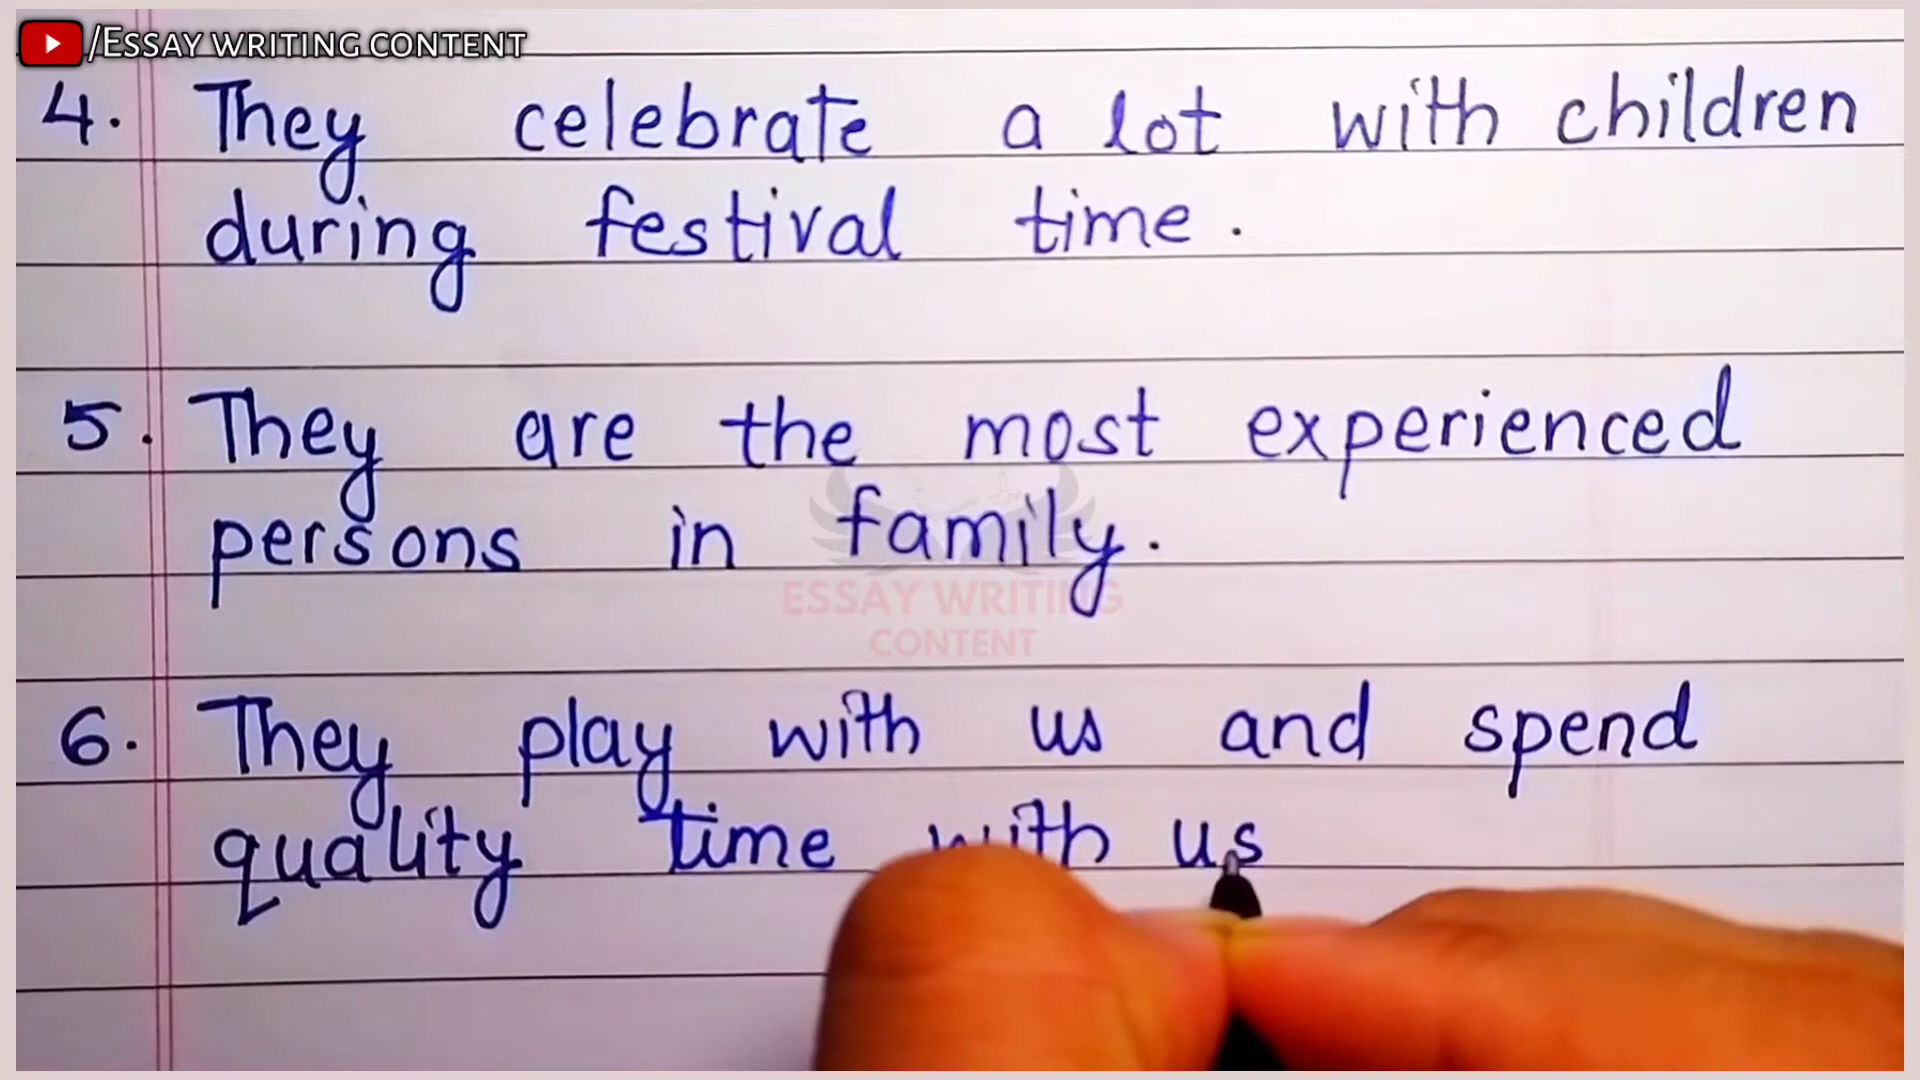 /ESSAY WRITING CONTENT
4. They celebrate a lot with children
during festival time.
5. They are the most experienced
persons in family.
ESSAY WRITING
CONTENT
6. They play with us and spend
quality time with us